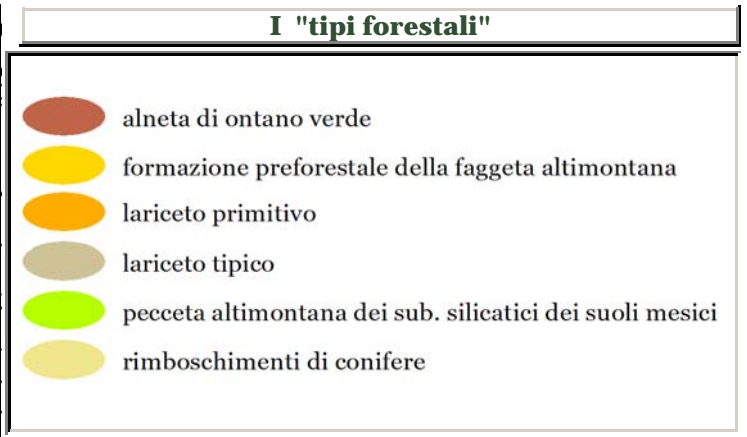 I "tipi forestali"
alneta di ontano verde
formazione preforestale della faggeta altimontana
lariceto primitivo
lariceto tipico
pecceta altimontana dei sub. silicatici dei suoli mesici
rimboschimenti di conifere